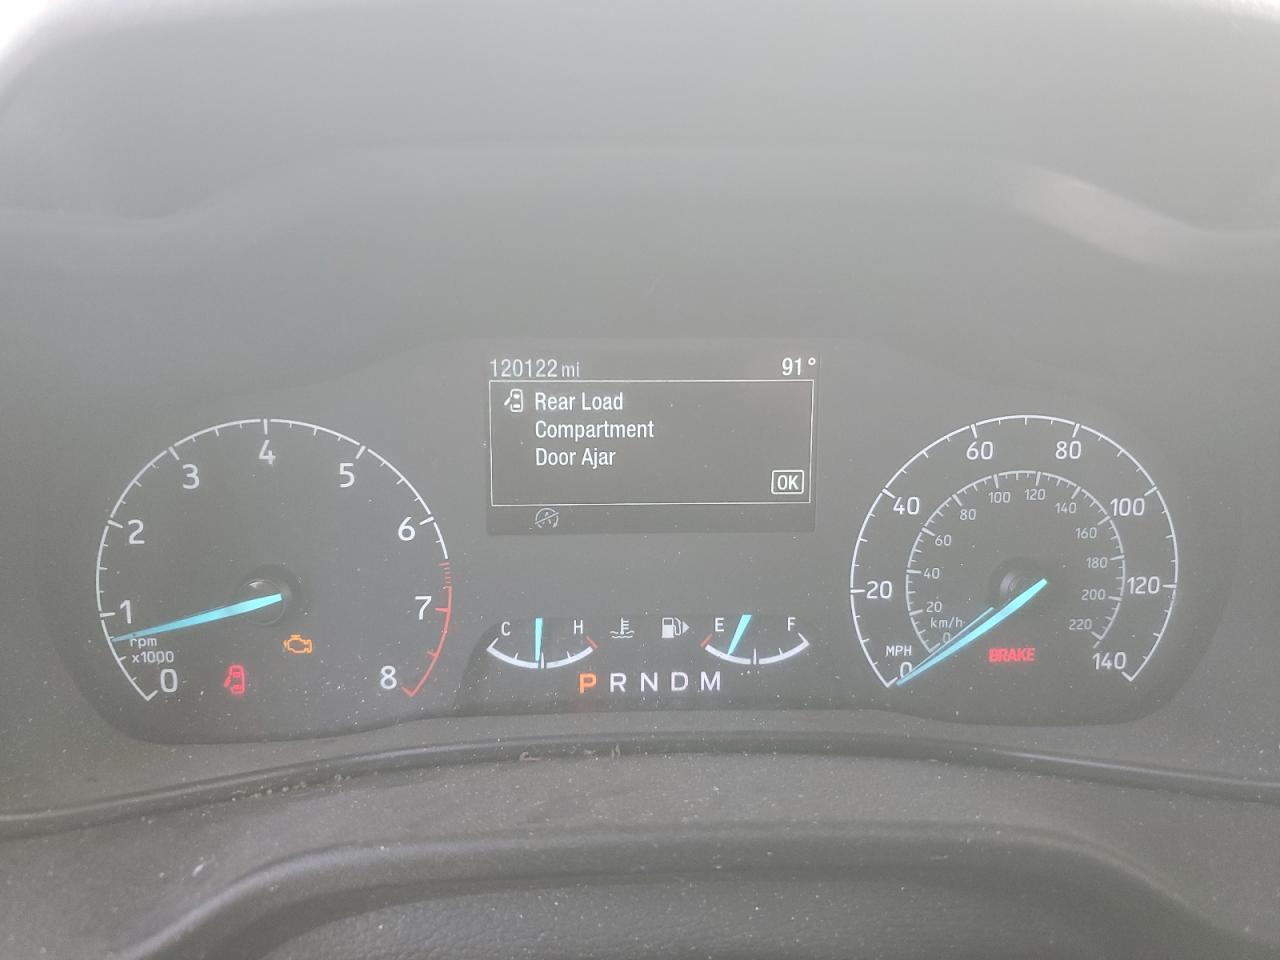 120122 mi 91°
Rear Load
Compartment
Door Ajar
OK
0 1 2 3 4 5 6 7 8
rpm
x1000
C H
E F
P R N D M
0 20 40 60 80 100 120 140
MPH
0 20 40 60 80 100 120 140 160 180 200 220
km/h
BRAKE